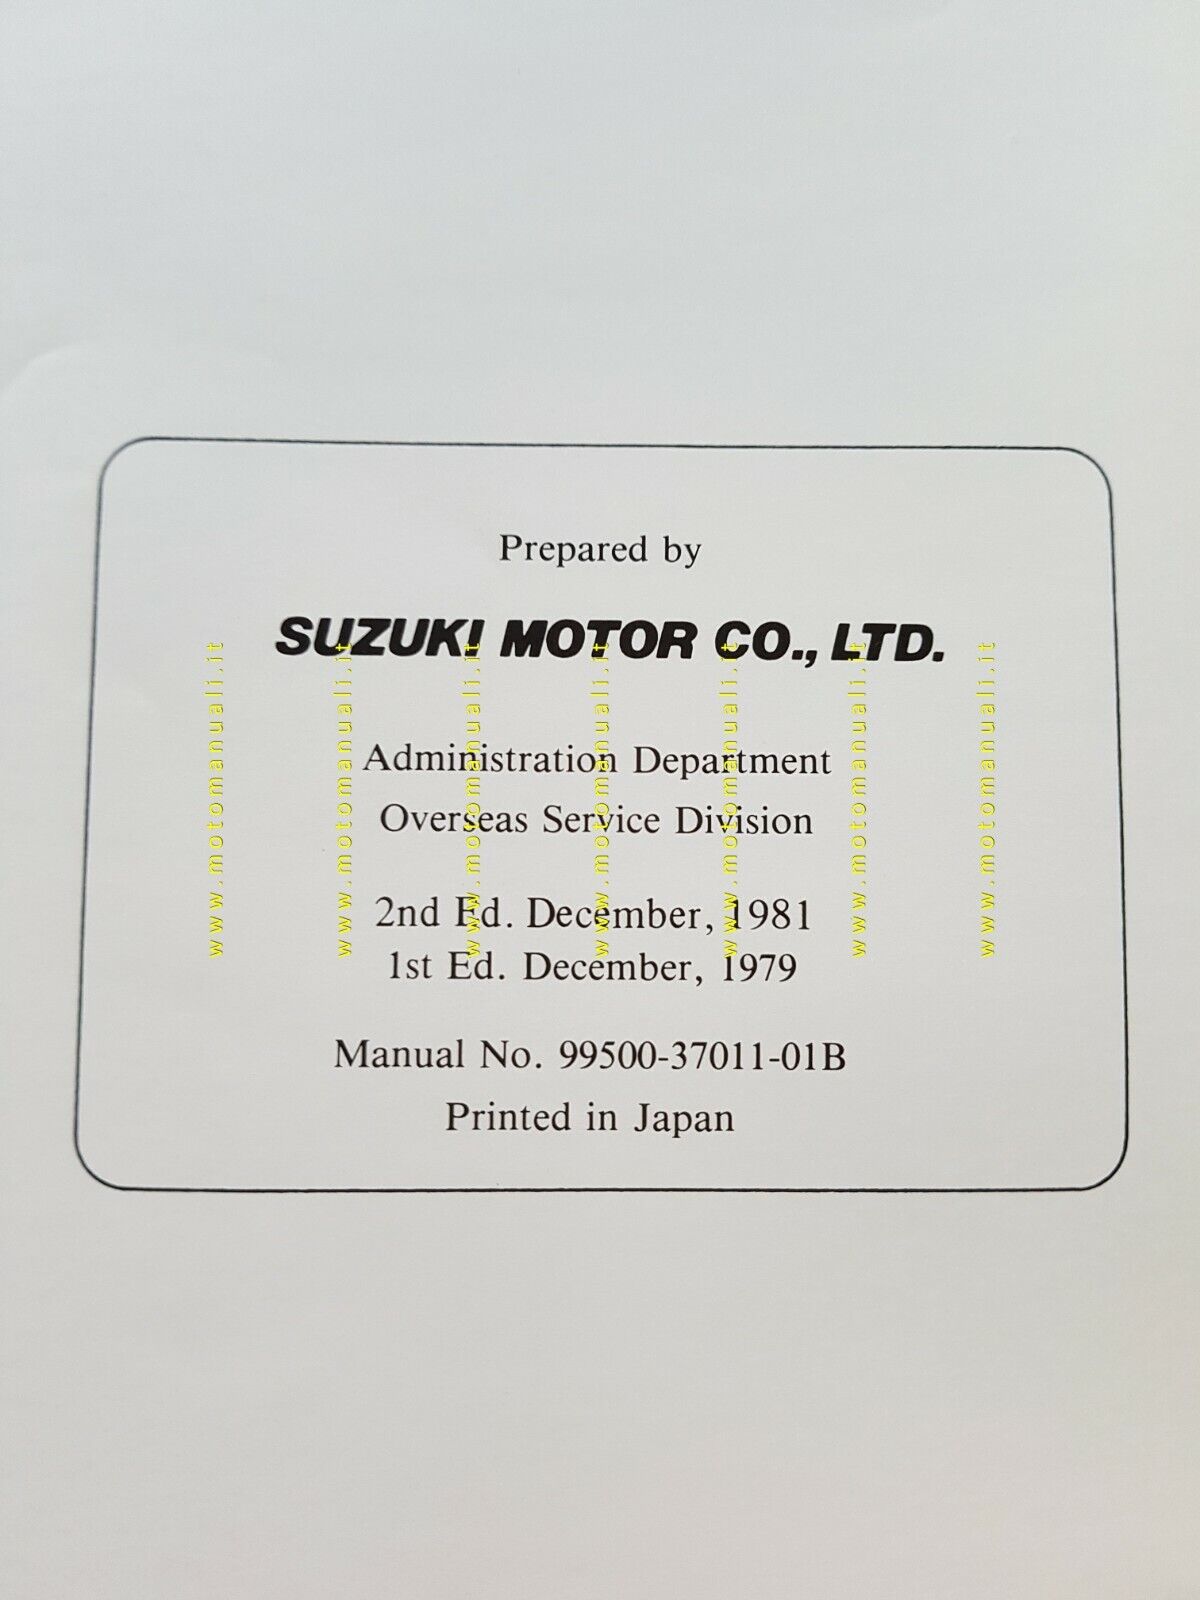 Prepared by
SUZUKI MOTOR CO., LTD.
Administration Department
Overseas Service Division
2nd Ed. December, 1981
1st Ed. December, 1979
Manual No. 99500-37011-01B
Printed in Japan
www.motomanuali.it
www.motomanuali.it
www.motomanuali.it
www.motomanuali.it
www.motomanuali.it
www.motomanuali.it
www.motomanuali.it